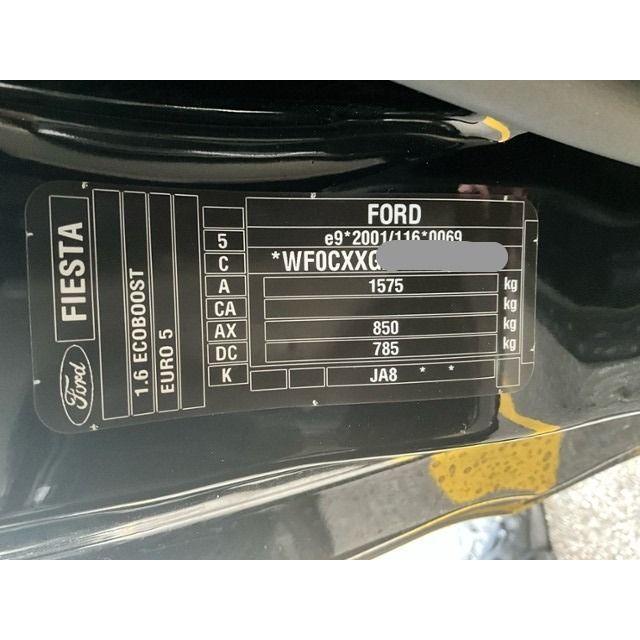 FORD
5 e9*2001/116*0069
C *WF0CXXG
A 1575 kg
CA kg
AX 850 kg
DC 785 kg
K JA8 * *
FIESTA
1.6 ECOBOOST
EURO 5
Ford